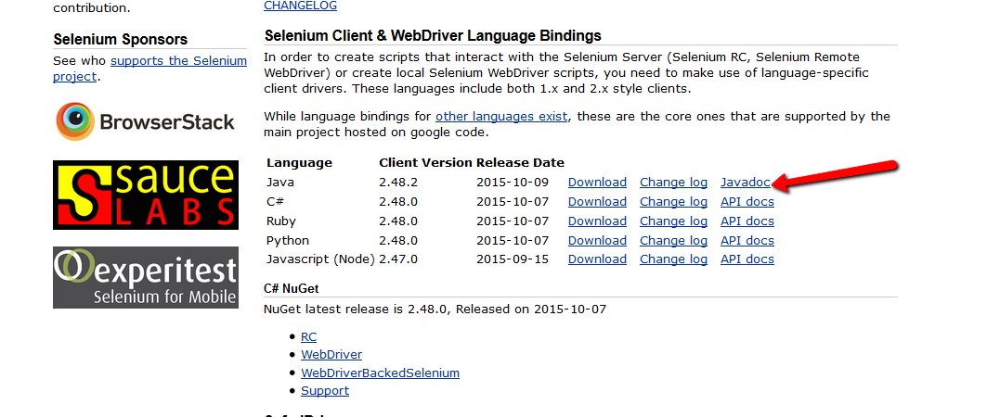 contribution.
CHANGELOG
Selenium Sponsors
See who supports the Selenium
project.
BrowserStack
sauce
LABS
experitest
Selenium for Mobile
Selenium Client & WebDriver Language Bindings
In order to create scripts that interact with the Selenium Server (Selenium RC, Selenium Remote
WebDriver) or create local Selenium WebDriver scripts, you need to make use of language-specific
client drivers. These languages include both 1.x and 2.x style clients.
While language bindings for other languages exist, these are the core ones that are supported by the
main project hosted on google code.
Language Client Version Release Date
Java 2.48.2 2015-10-09 Download Change log Javadoc
C# 2.48.0 2015-10-07 Download Change log API docs
Ruby 2.48.0 2015-10-07 Download Change log API docs
Python 2.48.0 2015-10-07 Download Change log API docs
Javascript (Node) 2.47.0 2015-09-15 Download Change log API docs
C# NuGet
NuGet latest release is 2.48.0, Released on 2015-10-07
RC
WebDriver
WebDriverBackedSelenium
Support